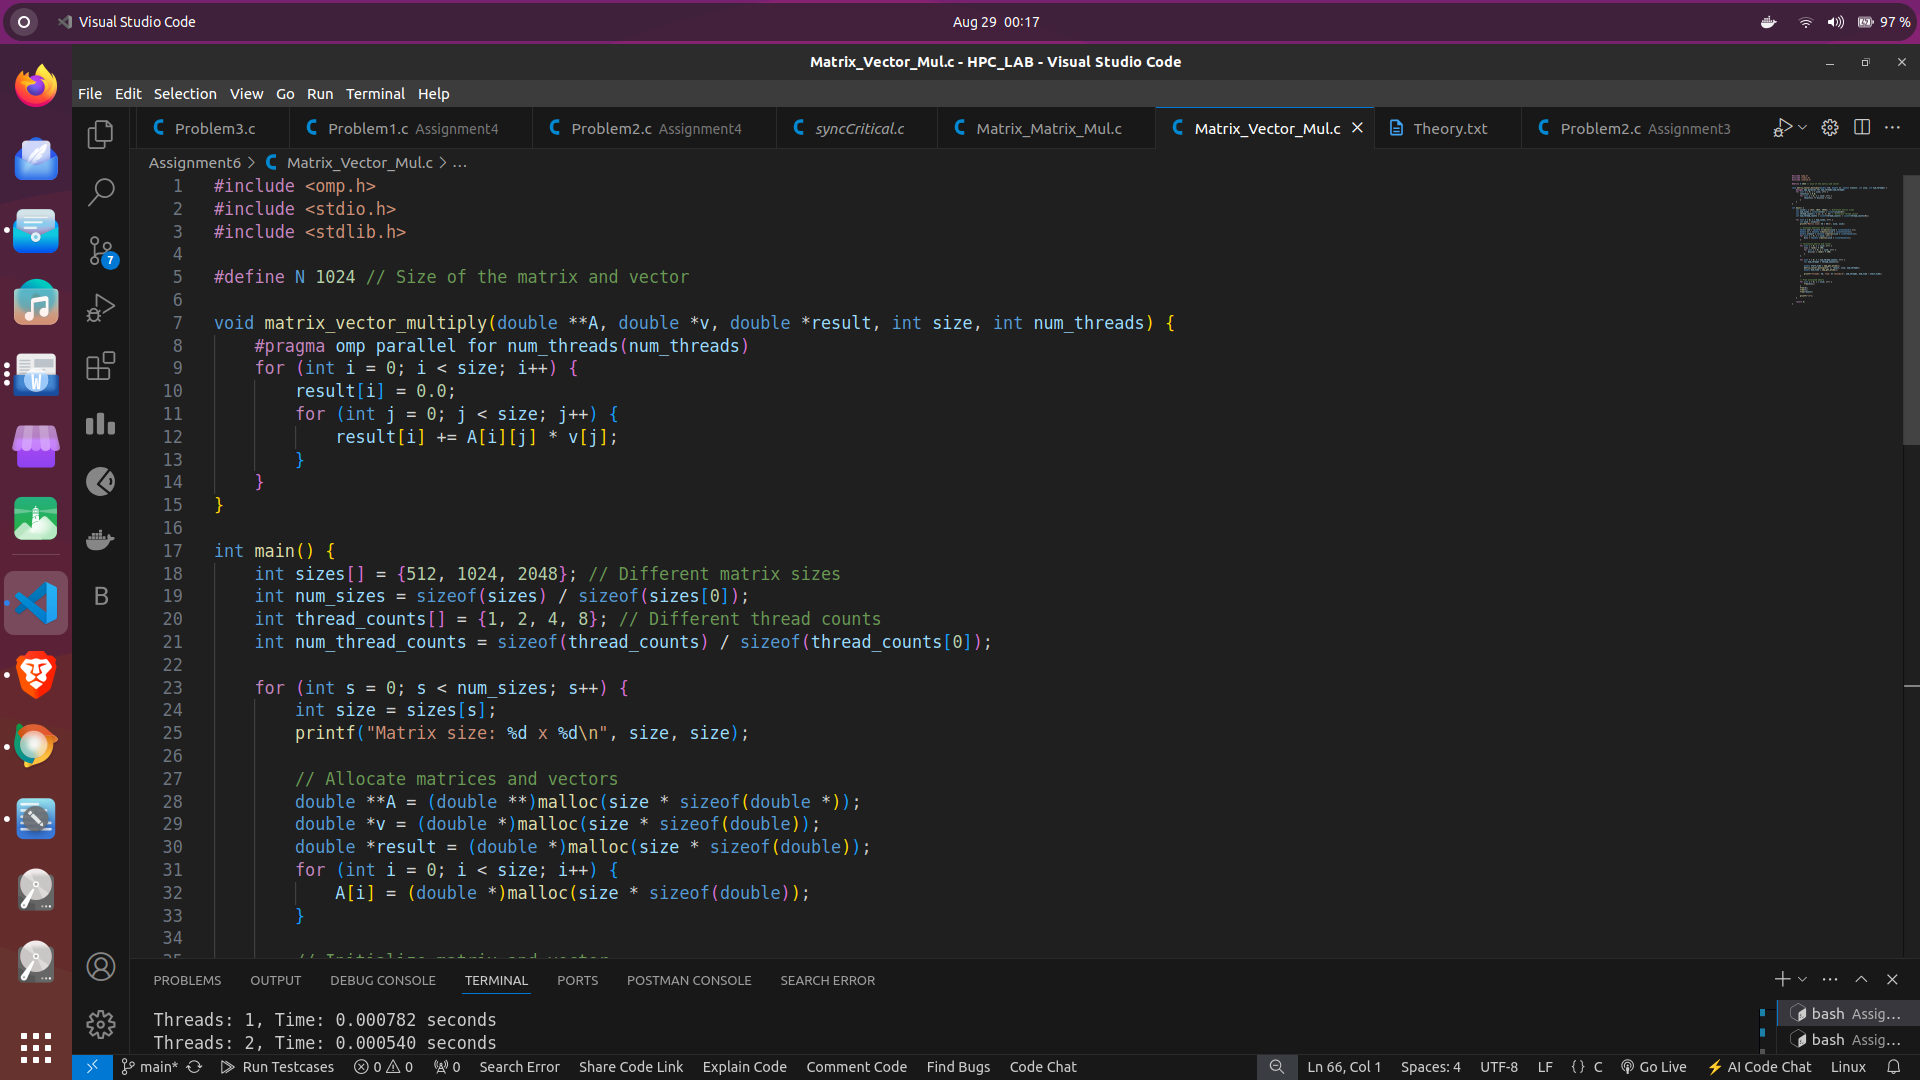 Visual Studio Code
Aug 29 00:17
97 %
Matrix_Vector_Mul.c - HPC_LAB - Visual Studio Code
File Edit Selection View Go Run Terminal Help
Problem3.c
Problem1.c Assignment4
Problem2.c Assignment4
syncCritical.c
Matrix_Matrix_Mul.c
Matrix_Vector_Mul.c
Theory.txt
Problem2.c Assignment3
Assignment6 > Matrix_Vector_Mul.c > ...
1 #include <omp.h>
2 #include <stdio.h>
3 #include <stdlib.h>
4
5 #define N 1024 // Size of the matrix and vector
6
7 void matrix_vector_multiply(double **A, double *v, double *result, int size, int num_threads) {
8     #pragma omp parallel for num_threads(num_threads)
9     for (int i = 0; i < size; i++) {
10         result[i] = 0.0;
11         for (int j = 0; j < size; j++) {
12             result[i] += A[i][j] * v[j];
13         }
14     }
15 }
16
17 int main() {
18     int sizes[] = {512, 1024, 2048}; // Different matrix sizes
19     int num_sizes = sizeof(sizes) / sizeof(sizes[0]);
20     int thread_counts[] = {1, 2, 4, 8}; // Different thread counts
21     int num_thread_counts = sizeof(thread_counts) / sizeof(thread_counts[0]);
22
23     for (int s = 0; s < num_sizes; s++) {
24         int size = sizes[s];
25         printf("Matrix size: %d x %d\n", size, size);
26
27         // Allocate matrices and vectors
28         double **A = (double **)malloc(size * sizeof(double *));
29         double *v = (double *)malloc(size * sizeof(double));
30         double *result = (double *)malloc(size * sizeof(double));
31         for (int i = 0; i < size; i++) {
32             A[i] = (double *)malloc(size * sizeof(double));
33         }
34
35         // Initialize matrix and vector
7
B
W
PROBLEMS OUTPUT DEBUG CONSOLE TERMINAL PORTS POSTMAN CONSOLE SEARCH ERROR
Threads: 1, Time: 0.000782 seconds
Threads: 2, Time: 0.000540 seconds
bash Assig...
bash Assig...
main* Run Testcases 0 0 0 Search Error Share Code Link Explain Code Comment Code Find Bugs Code Chat Ln 66, Col 1 Spaces: 4 UTF-8 LF {} C Go Live AI Code Chat Linux